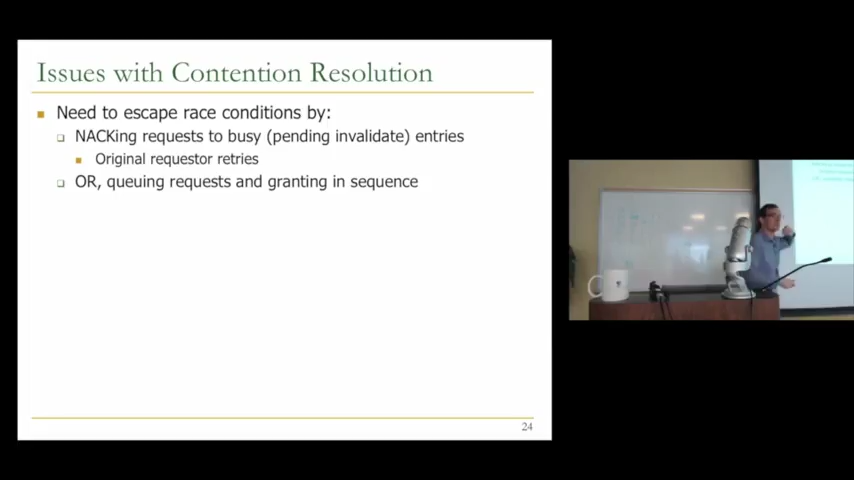 Issues with Contention Resolution
Need to escape race conditions by:
NACKing requests to busy (pending invalidate) entries
Original requestor retries
OR, queuing requests and granting in sequence
24